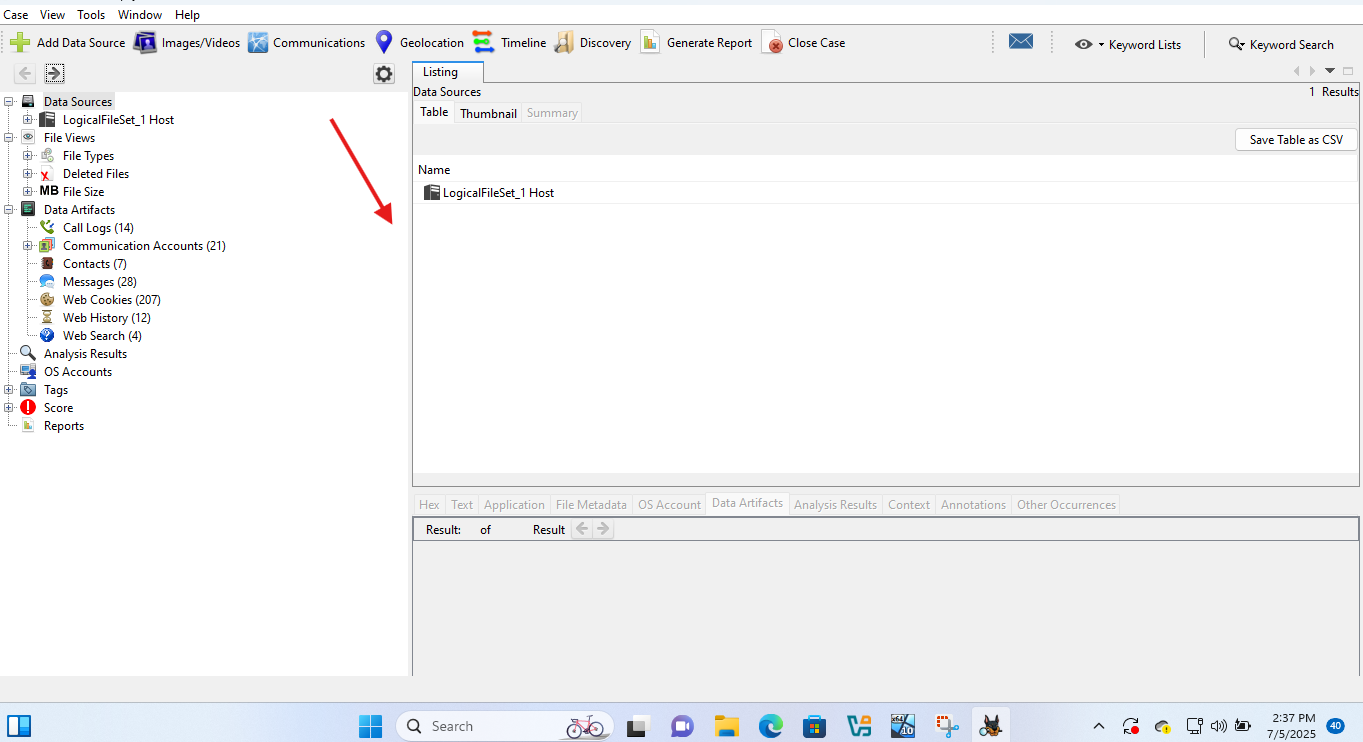 Case View Tools Window Help
Add Data Source Images/Videos Communications Geolocation Timeline Discovery Generate Report Close Case Keyword Lists Keyword Search
Listing
Data Sources 1 Results
Table Thumbnail Summary
Save Table as CSV
Name
LogicalFileSet_1 Host
Data Sources
LogicalFileSet_1 Host
File Views
File Types
Deleted Files
MB File Size
Data Artifacts
Call Logs (14)
Communication Accounts (21)
Contacts (7)
Messages (28)
Web Cookies (207)
Web History (12)
Web Search (4)
Analysis Results
OS Accounts
Tags
Score
Reports
Hex Text Application File Metadata OS Account Data Artifacts Analysis Results Context Annotations Other Occurrences
Result: of Result
Search
x64 10
2:37 PM
7/5/2025
40